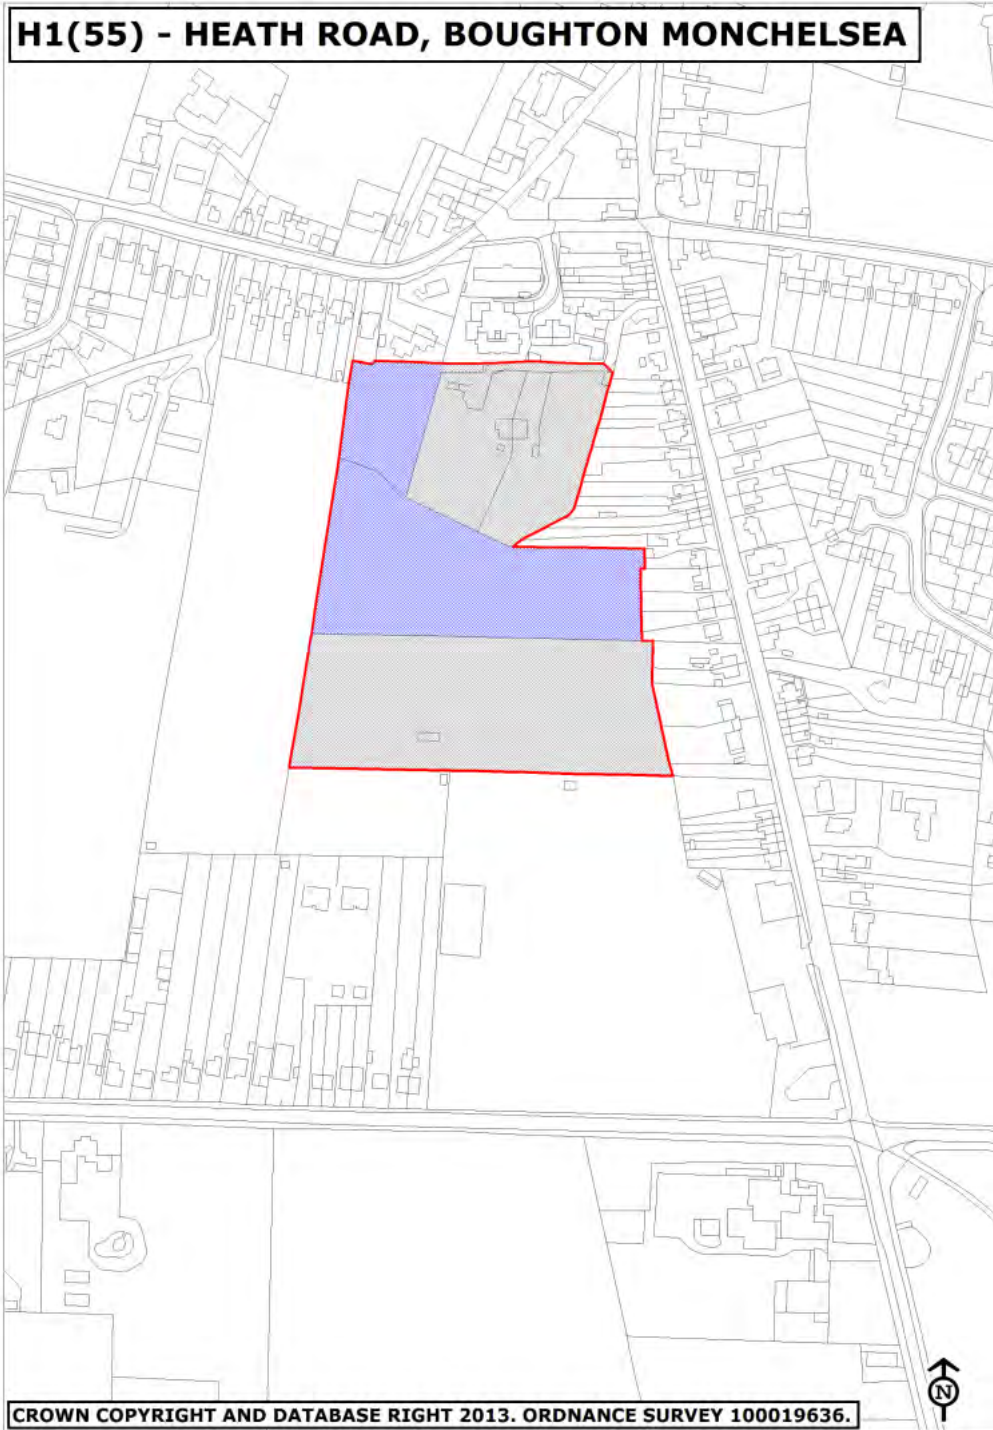 H1(55) - HEATH ROAD, BOUGHTON MONCHELSEA
N
CROWN COPYRIGHT AND DATABASE RIGHT 2013. ORDNANCE SURVEY 100019636.